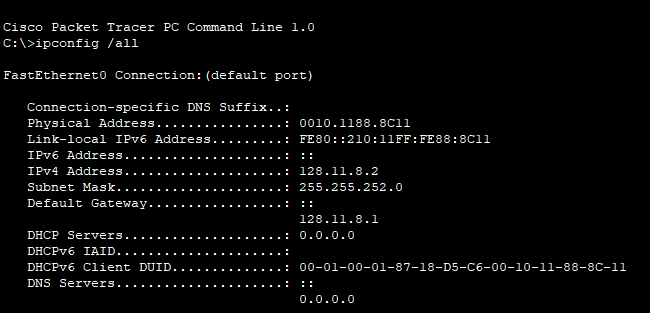 Cisco Packet Tracer PC Command Line 1.0
C:\>ipconfig /all
FastEthernet0 Connection:(default port)
Connection-specific DNS Suffix..:
Physical Address................: 0010.1188.8C11
Link-local IPv6 Address.........: FE80::210:11FF:FE88:8C11
IPv6 Address....................: ::
IPv4 Address....................: 128.11.8.2
Subnet Mask.....................: 255.255.252.0
Default Gateway.................: ::
128.11.8.1
DHCP Servers....................: 0.0.0.0
DHCPv6 IAID.....................:
DHCPv6 Client DUID..............: 00-01-00-01-87-18-D5-C6-00-10-11-88-8C-11
DNS Servers.....................: ::
0.0.0.0